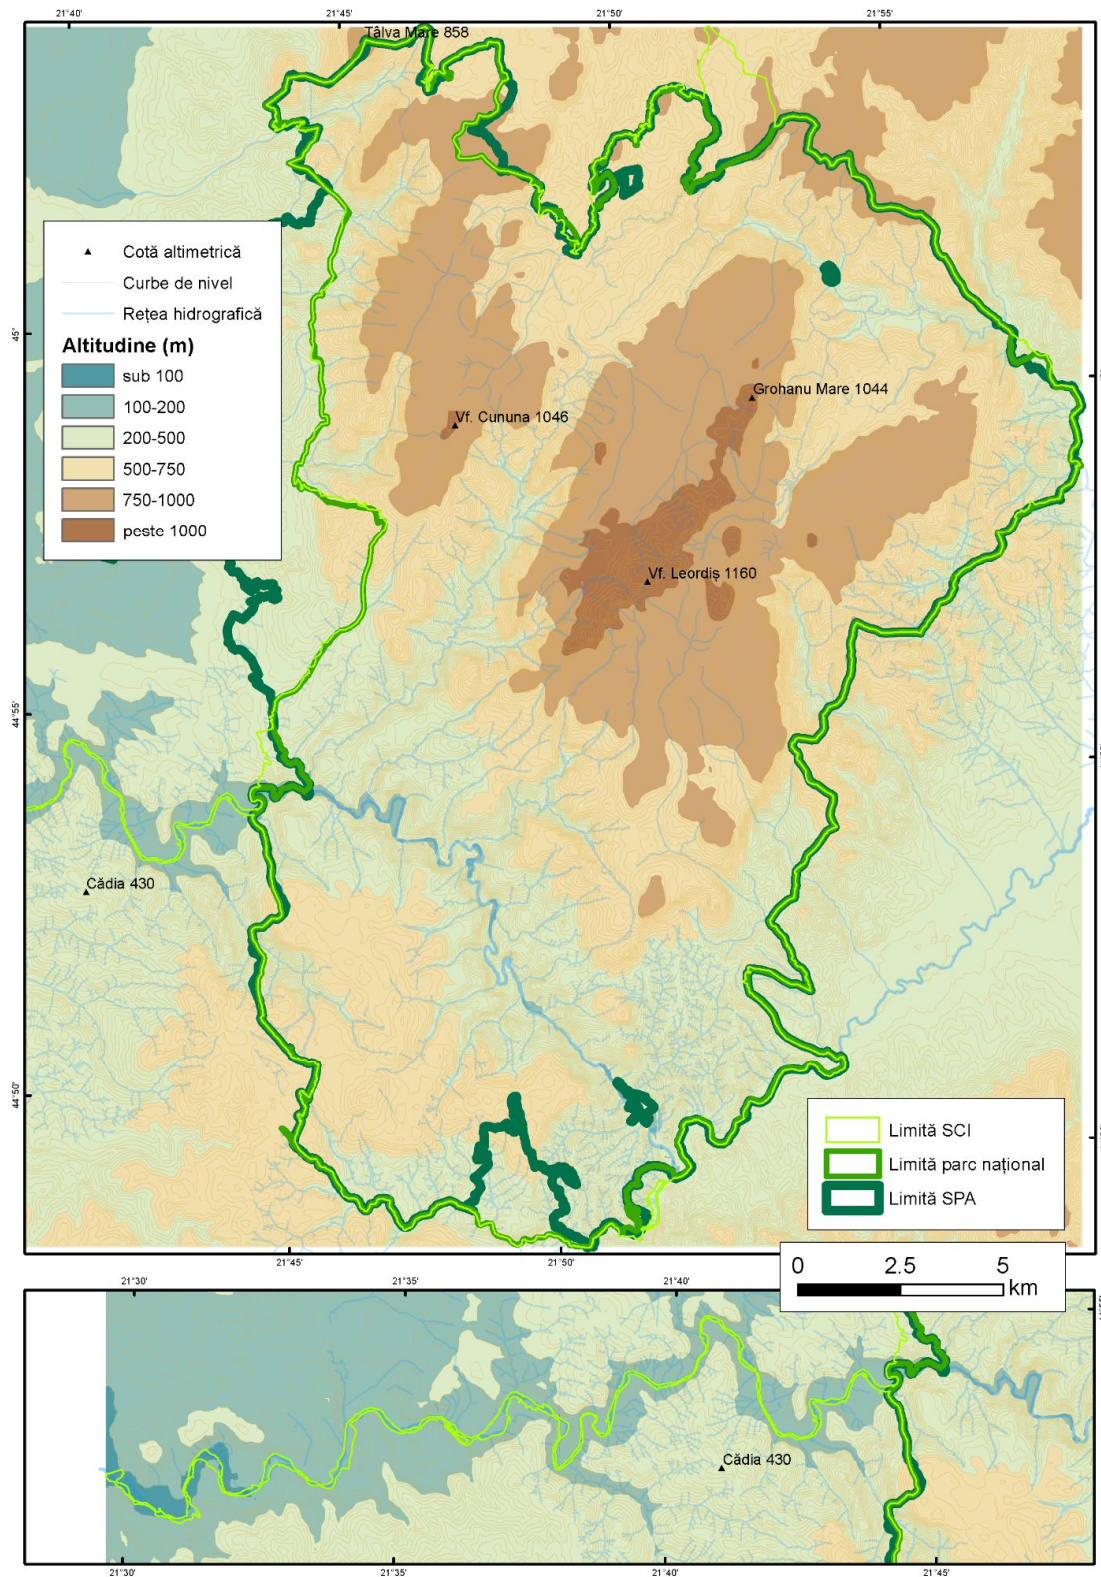 21°40' 21°45' 21°50' 21°55'
Tâlva Mare 858
Cotă altimetrică
Curbe de nivel
Rețea hidrografică
Altitudine (m)
sub 100
100-200
200-500
500-750
750-1000
peste 1000
45°
Grohanu Mare 1044
Vf. Cununa 1046
Vf. Leordiș 1160
44°55'
Cădia 430
44°50'
Limită SCI
Limită parc național
Limită SPA
21°45' 21°50'
0 2.5 5
km
21°30' 21°35' 21°40'
Cădia 430
21°30' 21°35' 21°40' 21°45'